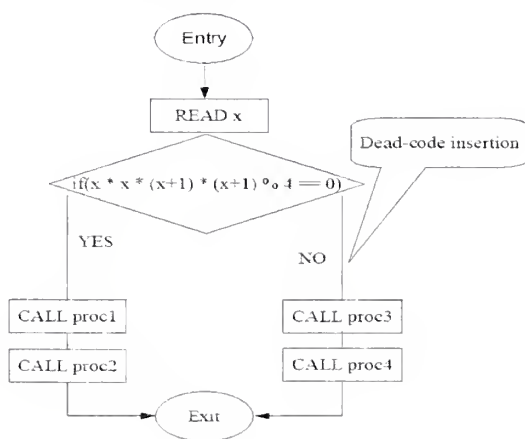 Entry
READ x
Dead-code insertion
if(x * x * (x+1) * (x+1) % 4 == 0)
YES
NO
CALL proc1
CALL proc3
CALL proc2
CALL proc4
Exit